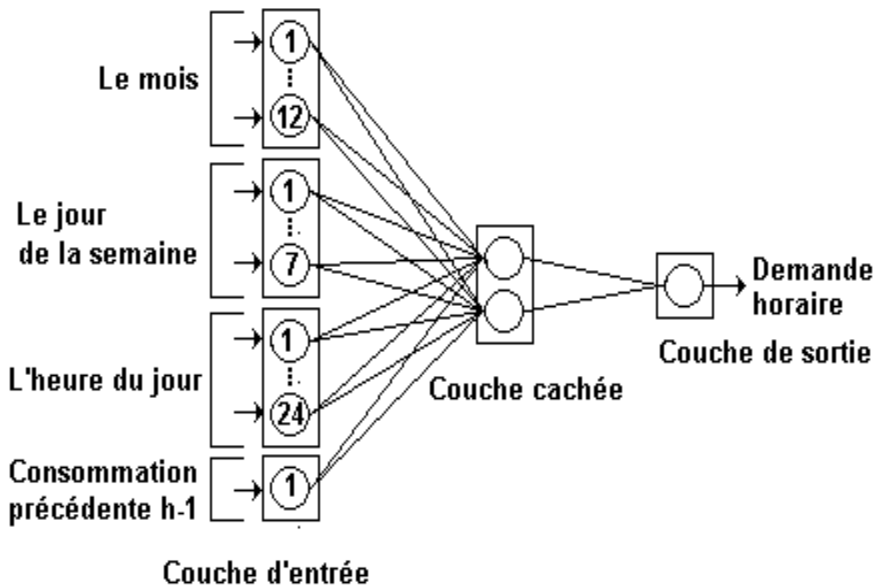 Le mois
1
12
Le jour
de la semaine
1
7
L'heure du jour
1
24
Consommation
précédente h-1
1
Couche d'entrée
Couche cachée
Demande
horaire
Couche de sortie